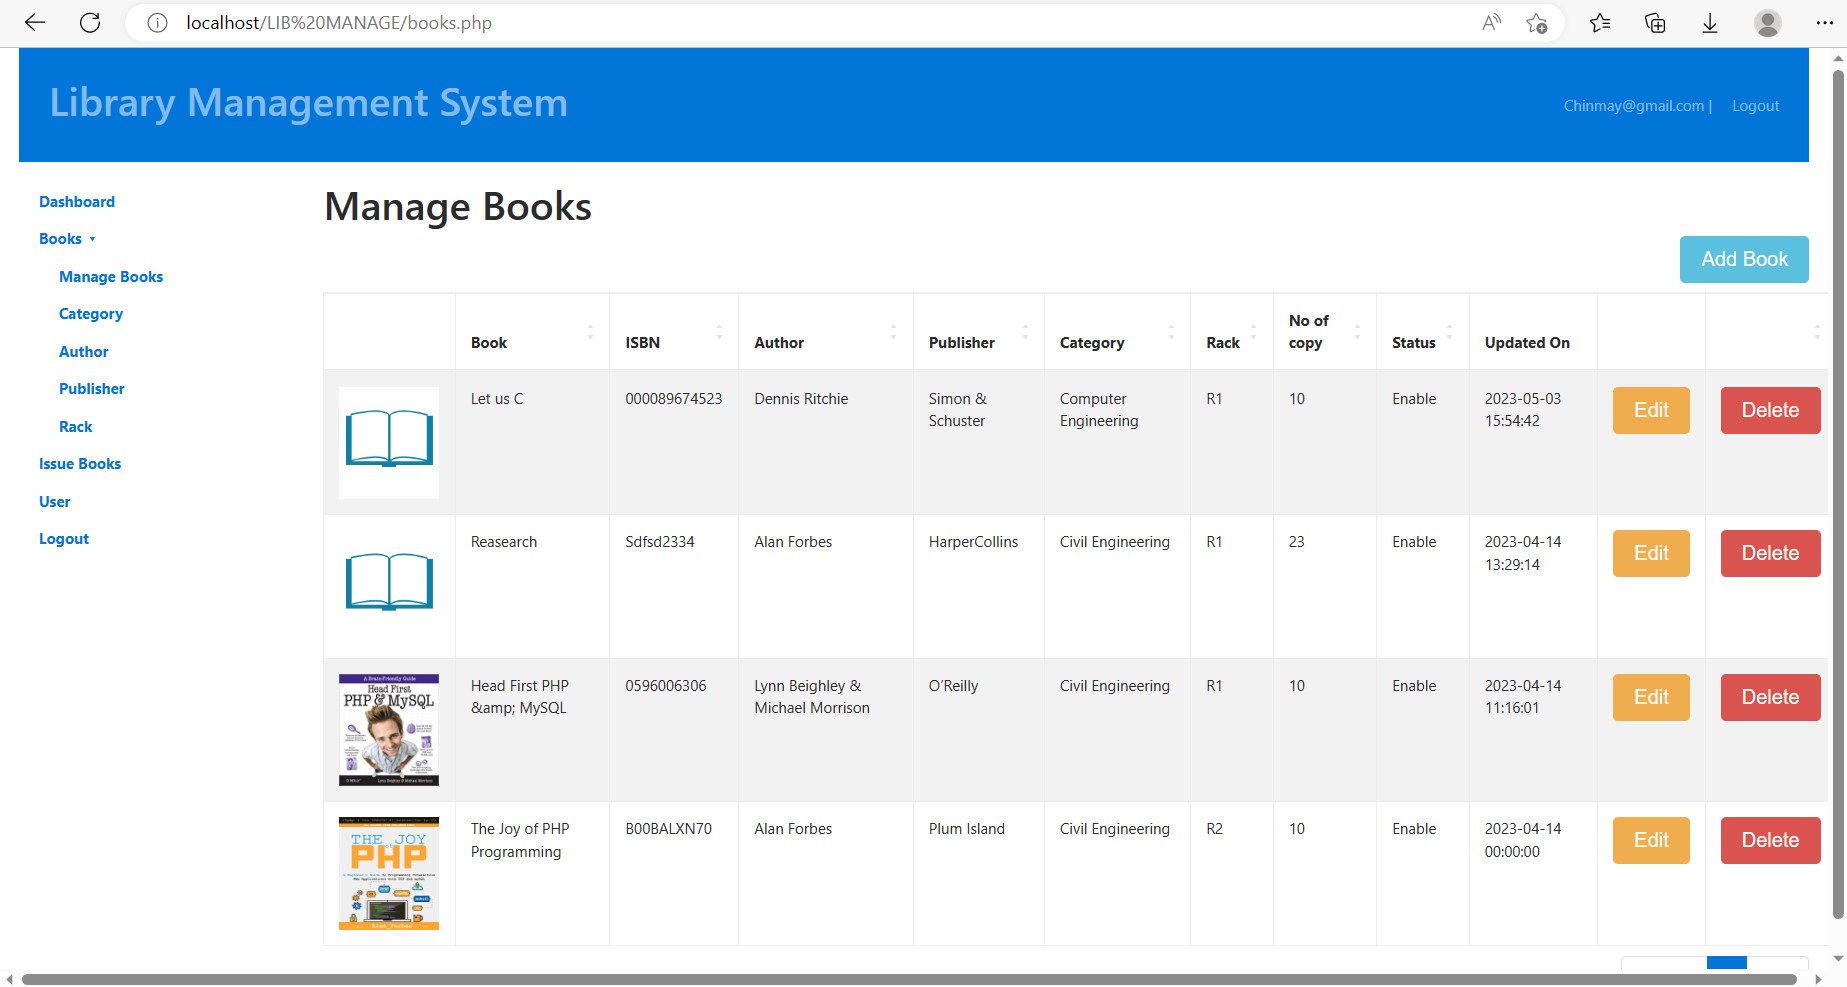 localhost/LIB%20MANAGE/books.php
Library Management System
Chinmay@gmail.com | Logout
Dashboard
Books
Manage Books
Category
Author
Publisher
Rack
Issue Books
User
Logout
Manage Books
Add Book
Book ISBN Author Publisher Category Rack No of copy Status Updated On
Let us C 000089674523 Dennis Ritchie Simon & Computer R1 10 Enable 2023-05-03 Edit Delete
Schuster Engineering 15:54:42
Reasearch Sdfsd2334 Alan Forbes HarperCollins Civil Engineering R1 23 Enable 2023-04-14 Edit Delete
13:29:14
A Brain-Friendly Guide
Head First
PHP & MySQL
Head First PHP 0596006306 Lynn Beighley & O’Reilly Civil Engineering R1 10 Enable 2023-04-14 Edit Delete
&amp; MySQL Michael Morrison 11:16:01
THE JOY
PHP
Alan Forbes
The Joy of PHP B00BALXN70 Alan Forbes Plum Island Civil Engineering R2 10 Enable 2023-04-14 Edit Delete
Programming 00:00:00